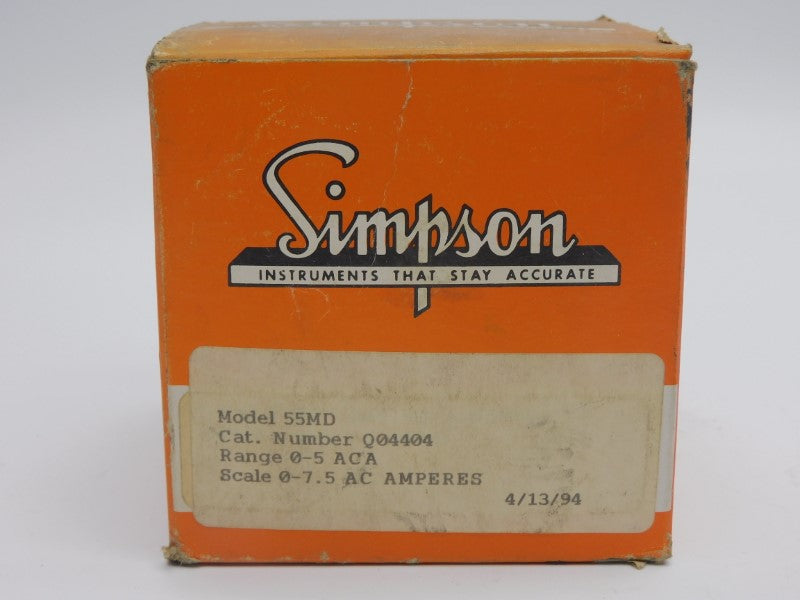 Simpson
INSTRUMENTS THAT STAY ACCURATE
Model 55MD
Cat. Number Q04404
Range 0-5 ACA
Scale 0-7.5 AC AMPERES
4/13/94